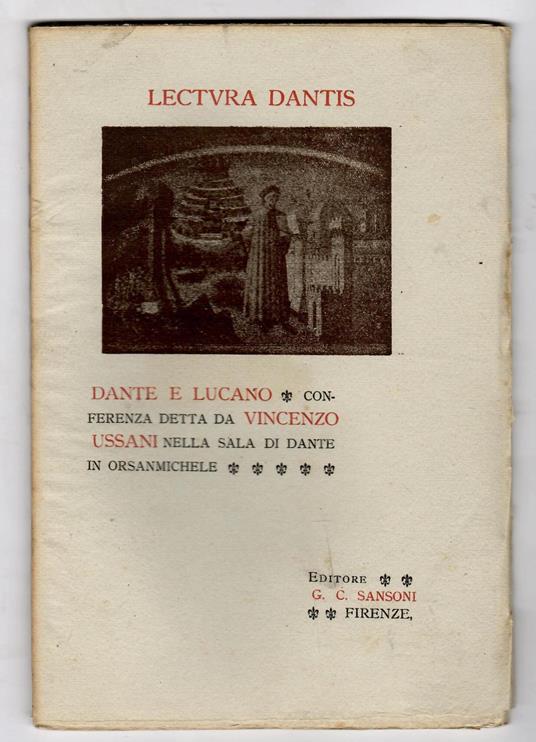 LECTVRA DANTIS
DANTE E LUCANO ⚜ CON-
FERENZA DETTA DA VINCENZO
USSANI NELLA SALA DI DANTE
IN ORSANMICHELE ⚜ ⚜ ⚜ ⚜ ⚜
EDITORE ⚜ ⚜
G. C. SANSONI
⚜ ⚜ FIRENZE,